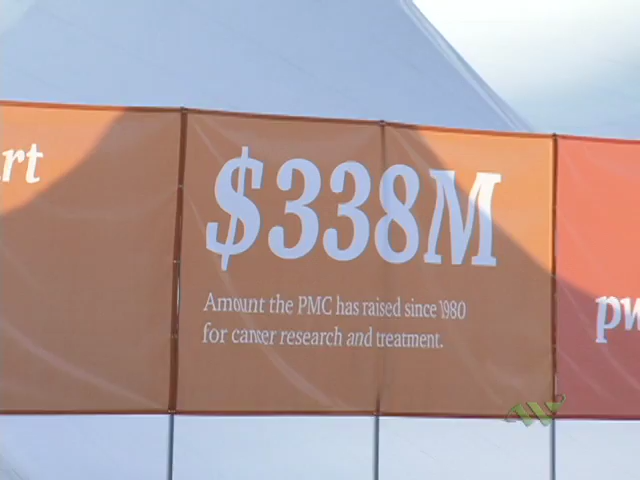 rt
$338M
Amount the PMC has raised since 1980
for cancer research and treatment.
pw
W